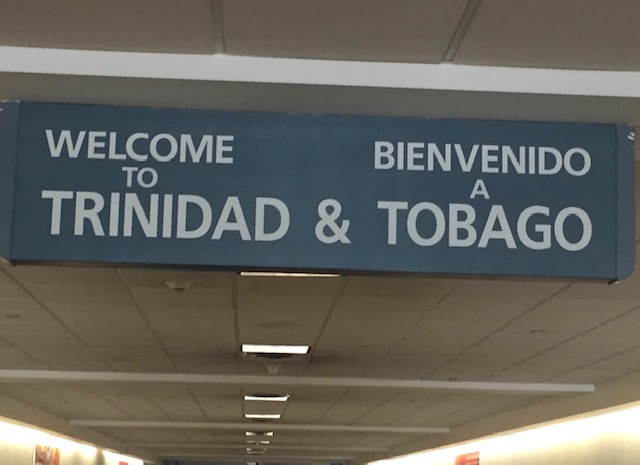 WELCOME BIENVENIDO
TO A
TRINIDAD & TOBAGO